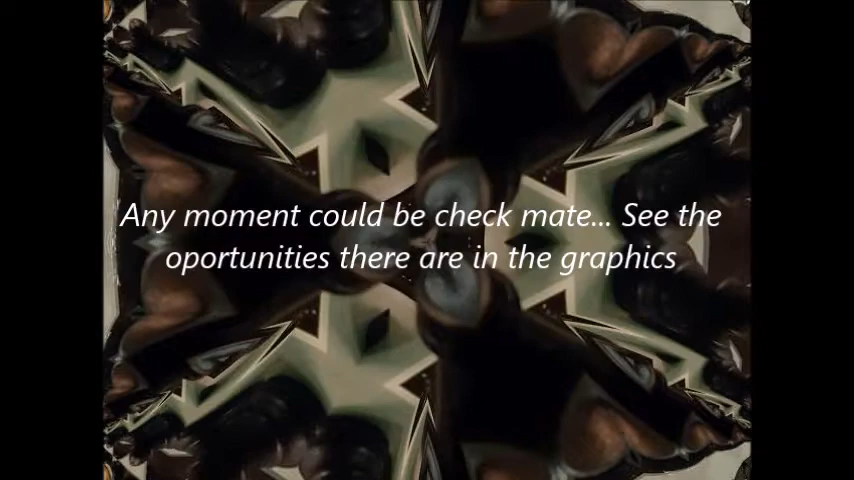 Any moment could be check mate... See the
oportunities there are in the graphics